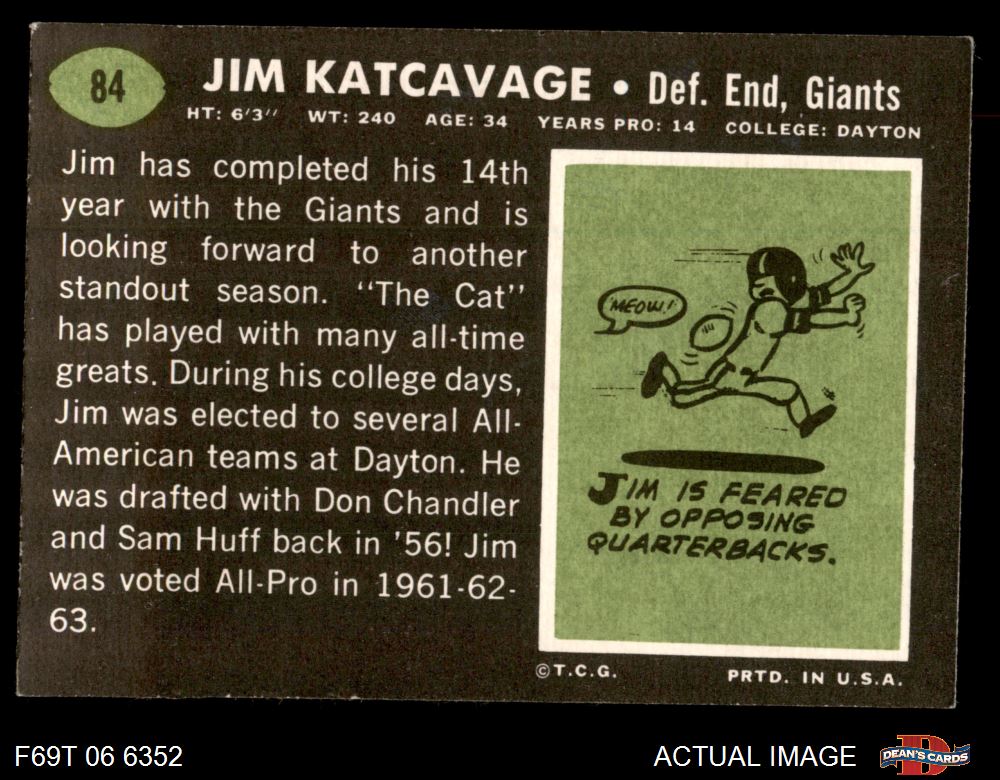 84
JIM KATCAVAGE • Def. End, Giants
HT: 6'3'' WT: 240 AGE: 34 YEARS PRO: 14 COLLEGE: DAYTON
Jim has completed his 14th
year with the Giants and is
looking forward to another
standout season. "The Cat"
has played with many all-time
greats. During his college days,
Jim was elected to several All-
American teams at Dayton. He
was drafted with Don Chandler
and Sam Huff back in '56! Jim
was voted All-Pro in 1961-62-
63.
MEOW!
JIM IS FEARED
BY OPPOSING
QUARTERBACKS.
©T.C.G. PRTD. IN U.S.A.
F69T 06 6352 ACTUAL IMAGE DEAN'S CARDS